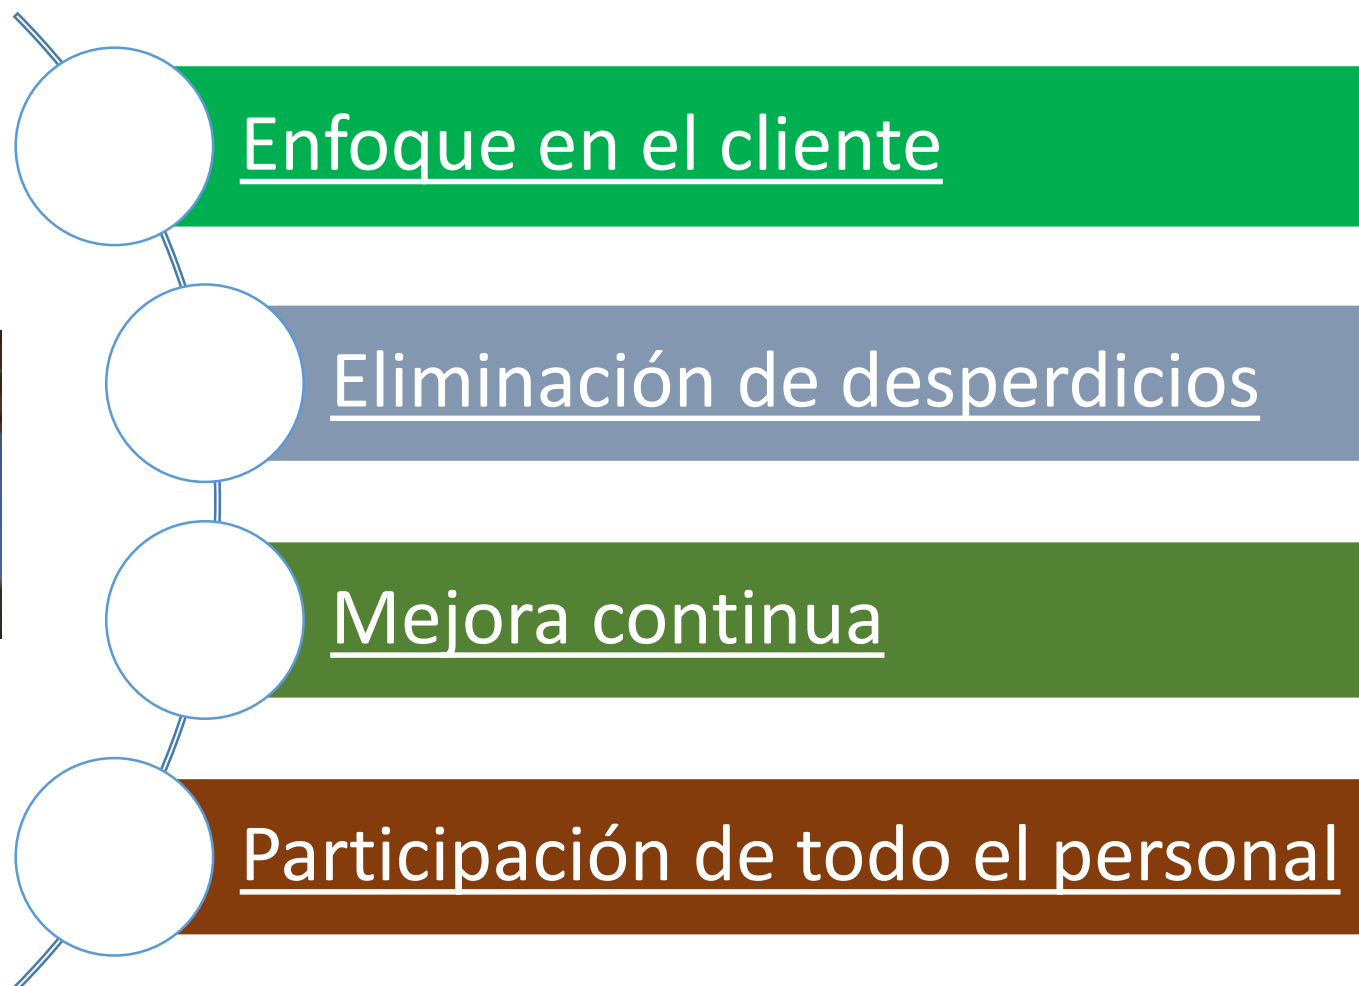 Enfoque en el cliente
Eliminación de desperdicios
Mejora continua
Participación de todo el personal